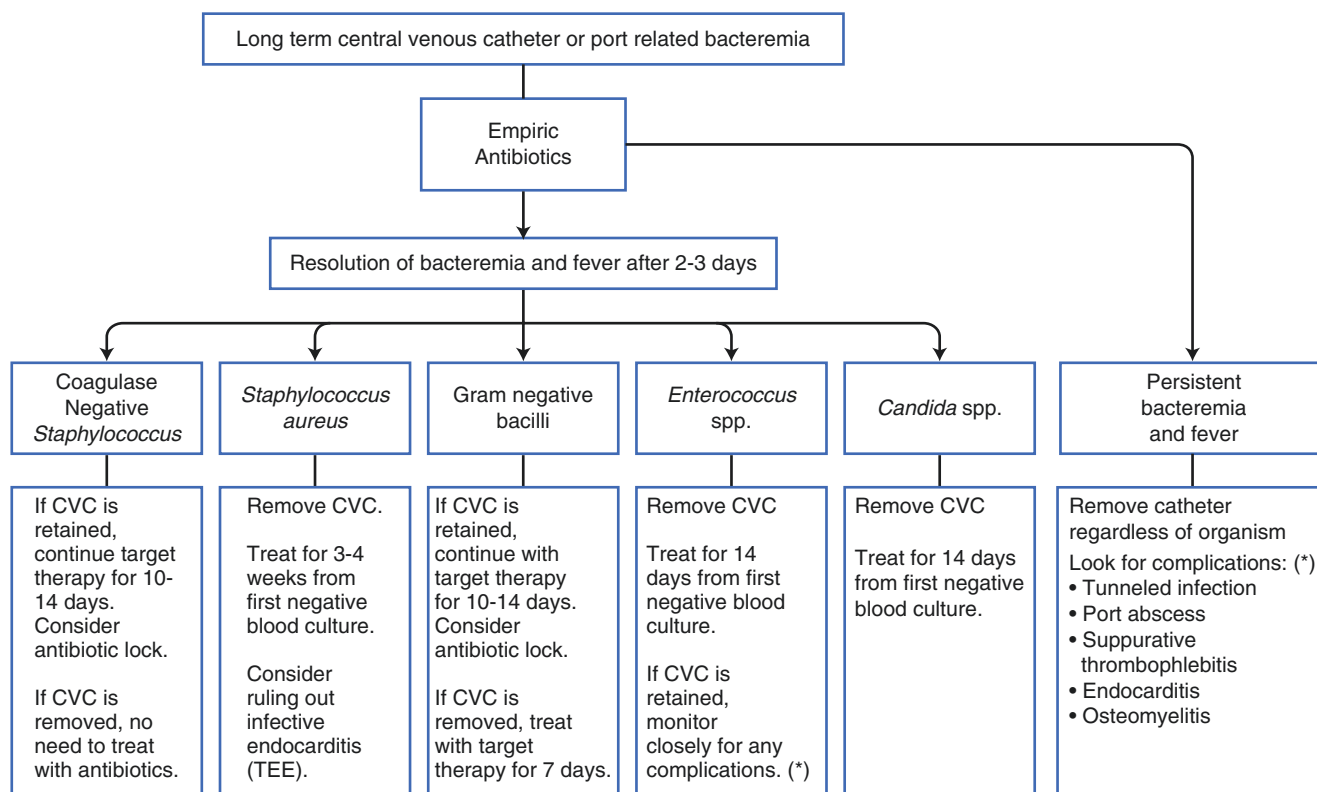 Long term central venous catheter or port related bacteremia
Empiric
Antibiotics
Resolution of bacteremia and fever after 2-3 days
Coagulase
Negative
Staphylococcus
Staphylococcus
aureus
Gram negative
bacilli
Enterococcus
spp.
Candida spp.
Persistent
bacteremia
and fever
If CVC is
retained,
continue target
therapy for 10-
14 days.
Consider
antibiotic lock.
If CVC is
removed, no
need to treat
with antibiotics.
Remove CVC.
Treat for 3-4
weeks from
first negative
blood culture.
Consider
ruling out
infective
endocarditis
(TEE).
If CVC is
retained,
continue with
target therapy
for 10-14 days.
Consider
antibiotic lock.
If CVC is
removed, treat
with target
therapy for 7 days.
Remove CVC
Treat for 14
days from first
negative blood
culture.
If CVC is
retained,
monitor
closely for any
complications. (*)
Remove CVC
Treat for 14 days
from first negative
blood culture.
Remove catheter
regardless of organism
Look for complications: (*)
• Tunneled infection
• Port abscess
• Suppurative
thrombophlebitis
• Endocarditis
• Osteomyelitis